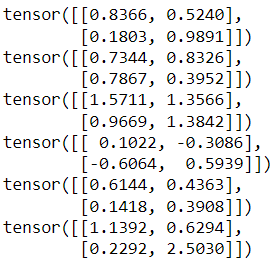 tensor([[0.8366, 0.5240],
        [0.1803, 0.9891]])
tensor([[0.7344, 0.8326],
        [0.7867, 0.3952]])
tensor([[1.5711, 1.3566],
        [0.9669, 1.3842]])
tensor([[ 0.1022, -0.3086],
        [-0.6064,  0.5939]])
tensor([[0.6144, 0.4363],
        [0.1418, 0.3908]])
tensor([[1.1392, 0.6294],
        [0.2292, 2.5030]])